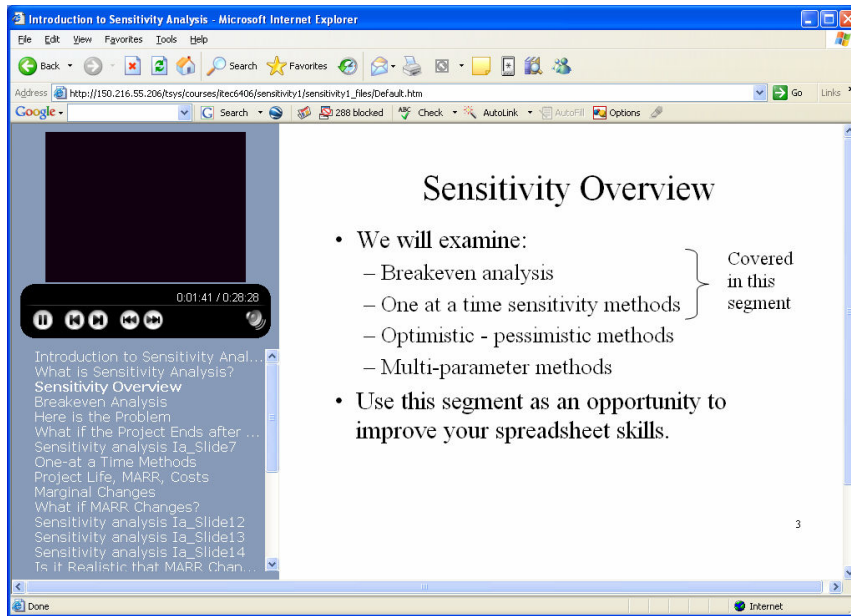 Introduction to Sensitivity Analysis - Microsoft Internet Explorer
File Edit View Favorites Tools Help
Back Search Favorites
Address http://150.216.55.206/tsys/courses/itec6406/sensitivity1/sensitivity1_files/Default.htm Go Links »
Google G Search 288 blocked ABC Check AutoLink AutoFill Options
0:01:41 / 0:28:28
Introduction to Sensitivity Anal...
What is Sensitivity Analysis?
Sensitivity Overview
Breakeven Analysis
Here is the Problem
What if the Project Ends after ...
Sensitivity analysis Ia_Slide7
One-at a Time Methods
Project Life, MARR, Costs
Marginal Changes
What if MARR Changes?
Sensitivity analysis Ia_Slide12
Sensitivity analysis Ia_Slide13
Sensitivity analysis Ia_Slide14
Is it Realistic that MARR Chan...
Sensitivity Overview
• We will examine:
– Breakeven analysis
– One at a time sensitivity methods
– Optimistic - pessimistic methods
– Multi-parameter methods
Covered
in this
segment
• Use this segment as an opportunity to
improve your spreadsheet skills.
3
Done Internet